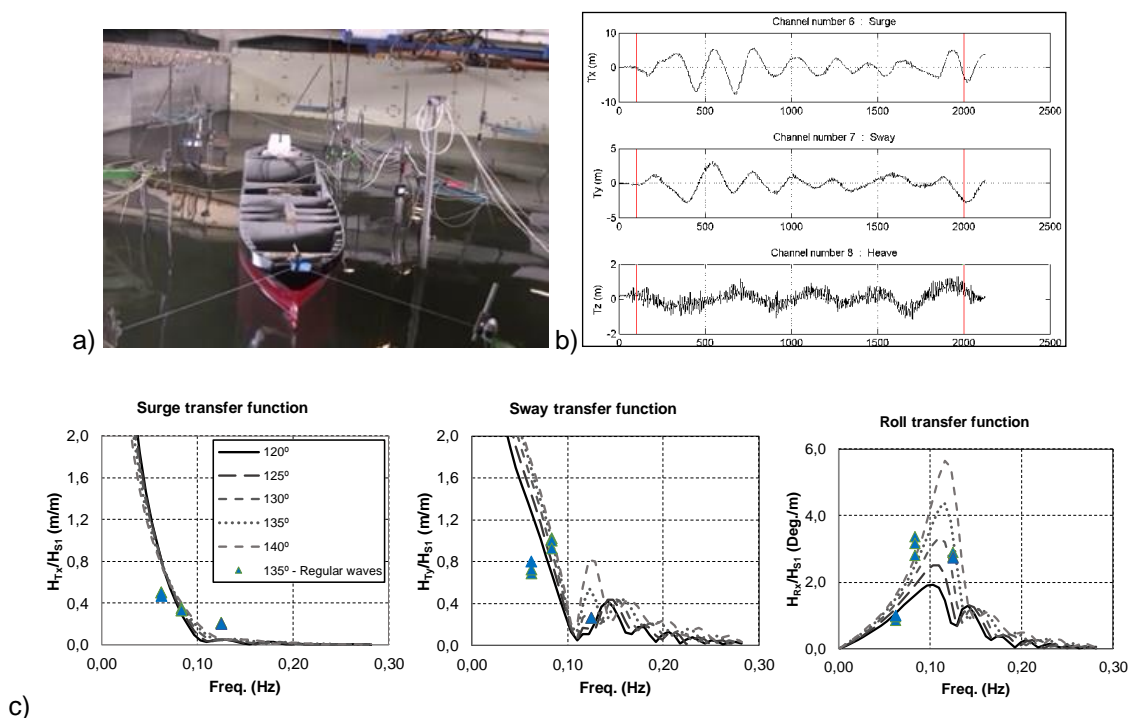 a)
b)
Channel number 6 : Surge
Tx (m)
10
0
-10
0 500 1000 1500 2000 2500
Channel number 7 : Sway
Ty (m)
5
0
-5
0 500 1000 1500 2000 2500
Channel number 8 : Heave
Tz (m)
2
0
-2
0 500 1000 1500 2000 2500
c)
Surge transfer function
H_Tx/H_S1 (m/m)
2,0
1,6
1,2
0,8
0,4
0,0
120º
125º
130º
135º
140º
135º - Regular waves
0,00 0,10 0,20 0,30
Freq. (Hz)
Sway transfer function
H_Ty/H_S1 (m/m)
2,0
1,6
1,2
0,8
0,4
0,0
0,00 0,10 0,20 0,30
Freq. (Hz)
Roll transfer function
H_Rx/H_S1 (Deg./m)
6,0
4,0
2,0
0,0
0,00 0,10 0,20 0,30
Freq. (Hz)